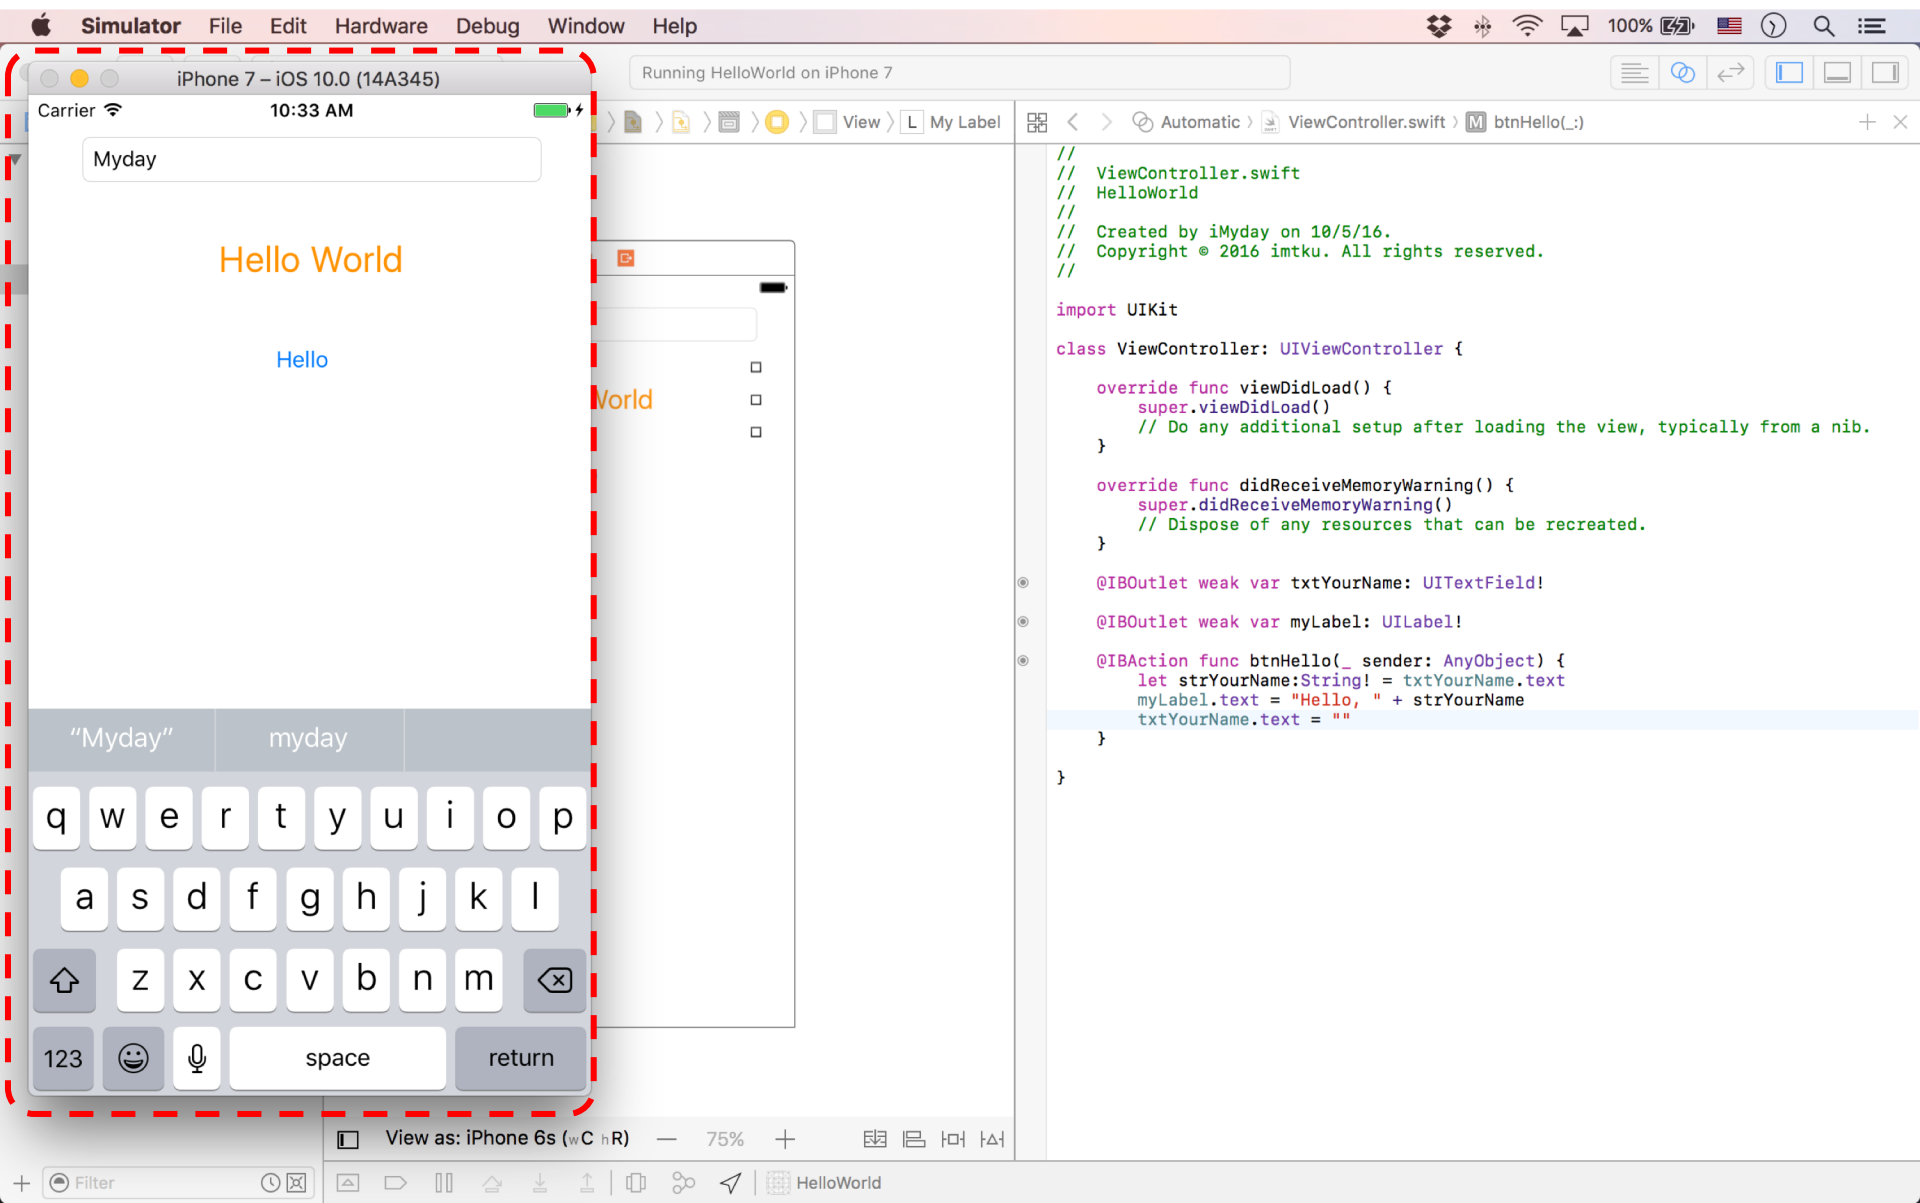 Simulator File Edit Hardware Debug Window Help 100%
iPhone 7 – iOS 10.0 (14A345)
Carrier 10:33 AM
Myday
Hello World
Hello
“Myday” myday
q w e r t y u i o p
a s d f g h j k l
z x c v b n m
123 space return
Running HelloWorld on iPhone 7
View L My Label
World
View as: iPhone 6s (wC hR) — 75% +
Filter
HelloWorld
Automatic ViewController.swift M btnHello(_:)
//
// ViewController.swift
// HelloWorld
//
// Created by iMyday on 10/5/16.
// Copyright © 2016 imtku. All rights reserved.
//
import UIKit
class ViewController: UIViewController {
override func viewDidLoad() {
super.viewDidLoad()
// Do any additional setup after loading the view, typically from a nib.
}
override func didReceiveMemoryWarning() {
super.didReceiveMemoryWarning()
// Dispose of any resources that can be recreated.
}
@IBOutlet weak var txtYourName: UITextField!
@IBOutlet weak var myLabel: UILabel!
@IBAction func btnHello(_ sender: AnyObject) {
let strYourName:String! = txtYourName.text
myLabel.text = "Hello, " + strYourName
txtYourName.text = ""
}
}